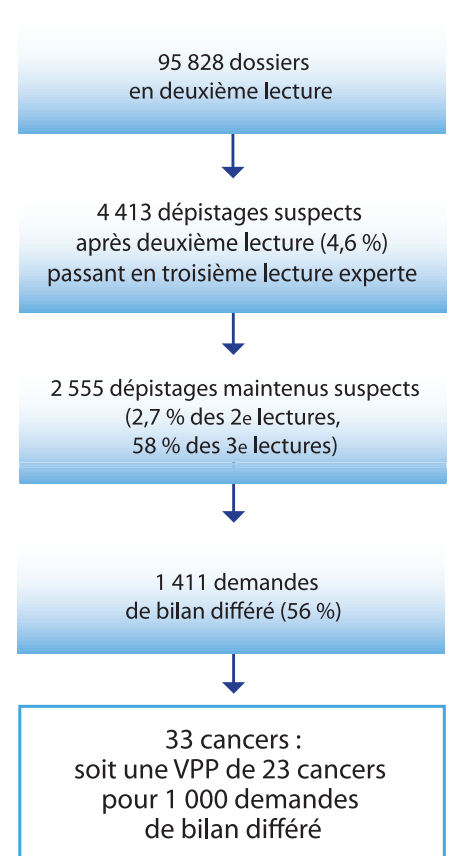 95 828 dossiers
en deuxième lecture
4 413 dépistages suspects
après deuxième lecture (4,6 %)
passant en troisième lecture experte
2 555 dépistages maintenus suspects
(2,7 % des 2e lectures,
58 % des 3e lectures)
1 411 demandes
de bilan différé (56 %)
33 cancers :
soit une VPP de 23 cancers
pour 1 000 demandes
de bilan différé